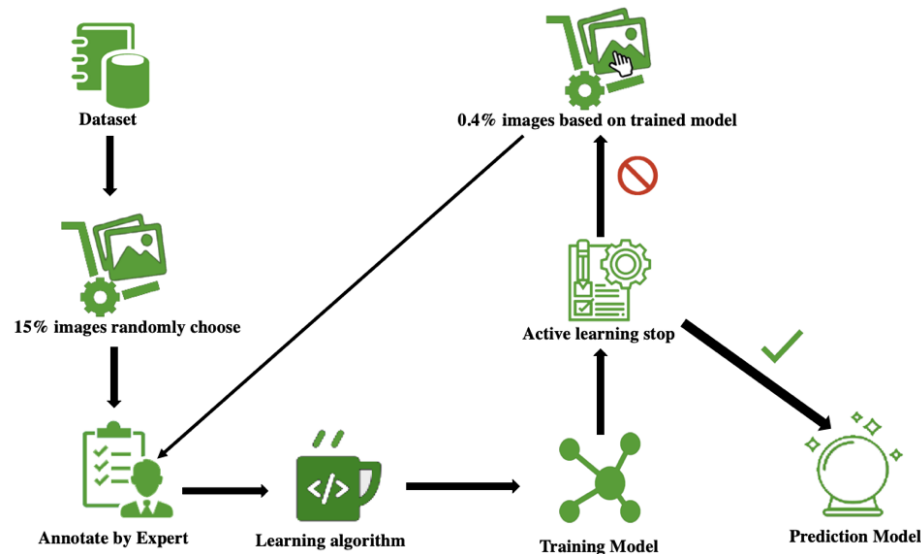 Dataset
0.4% images based on trained model
15% images randomly choose
Active learning stop
</>
Annotate by Expert
Learning algorithm
Training Model
Prediction Model